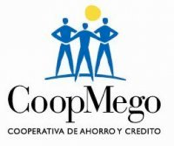 CoopMego
COOPERATIVA DE AHORRO Y CREDITO